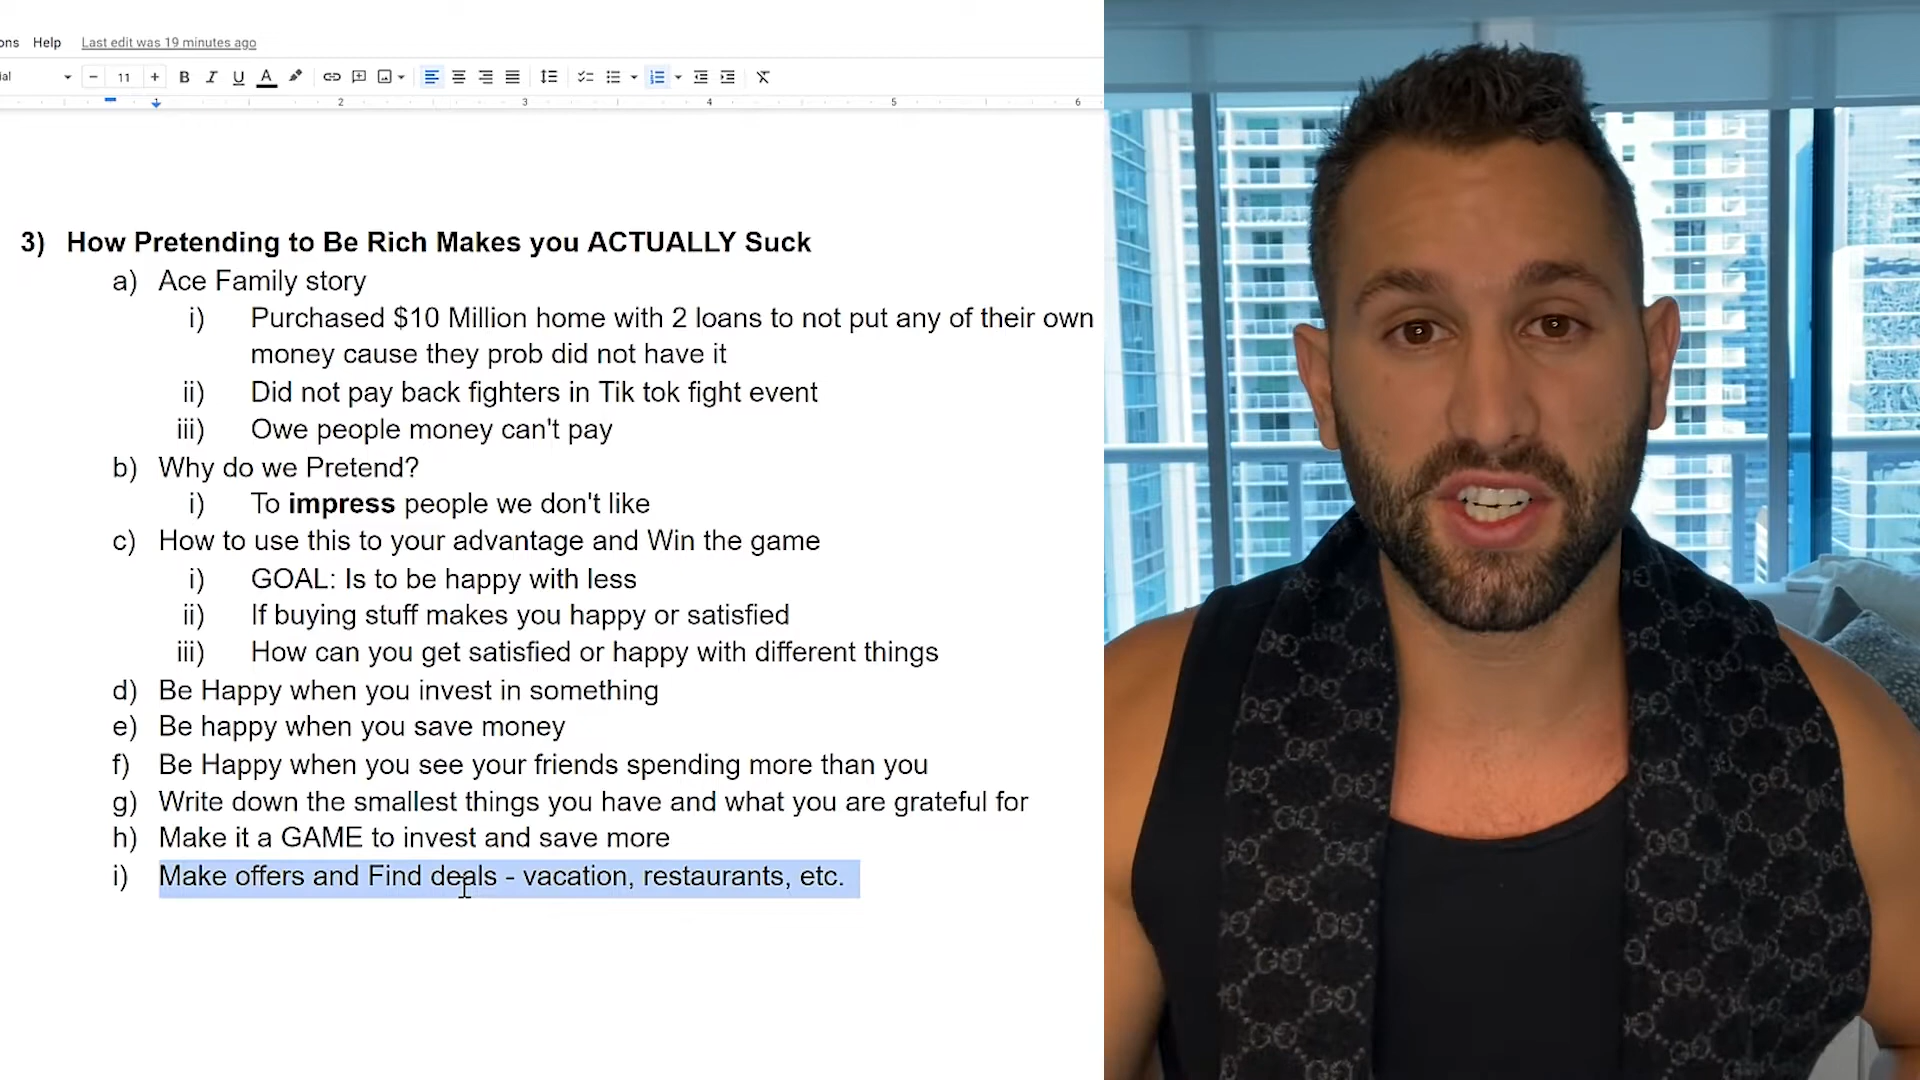 ons Help Last edit was 19 minutes ago
ial 11
2 3 4 5 6
3) How Pretending to Be Rich Makes you ACTUALLY Suck
a) Ace Family story
i) Purchased $10 Million home with 2 loans to not put any of their own
money cause they prob did not have it
ii) Did not pay back fighters in Tik tok fight event
iii) Owe people money can't pay
b) Why do we Pretend?
i) To impress people we don't like
c) How to use this to your advantage and Win the game
i) GOAL: Is to be happy with less
ii) If buying stuff makes you happy or satisfied
iii) How can you get satisfied or happy with different things
d) Be Happy when you invest in something
e) Be happy when you save money
f) Be Happy when you see your friends spending more than you
g) Write down the smallest things you have and what you are grateful for
h) Make it a GAME to invest and save more
i) Make offers and Find deals - vacation, restaurants, etc.